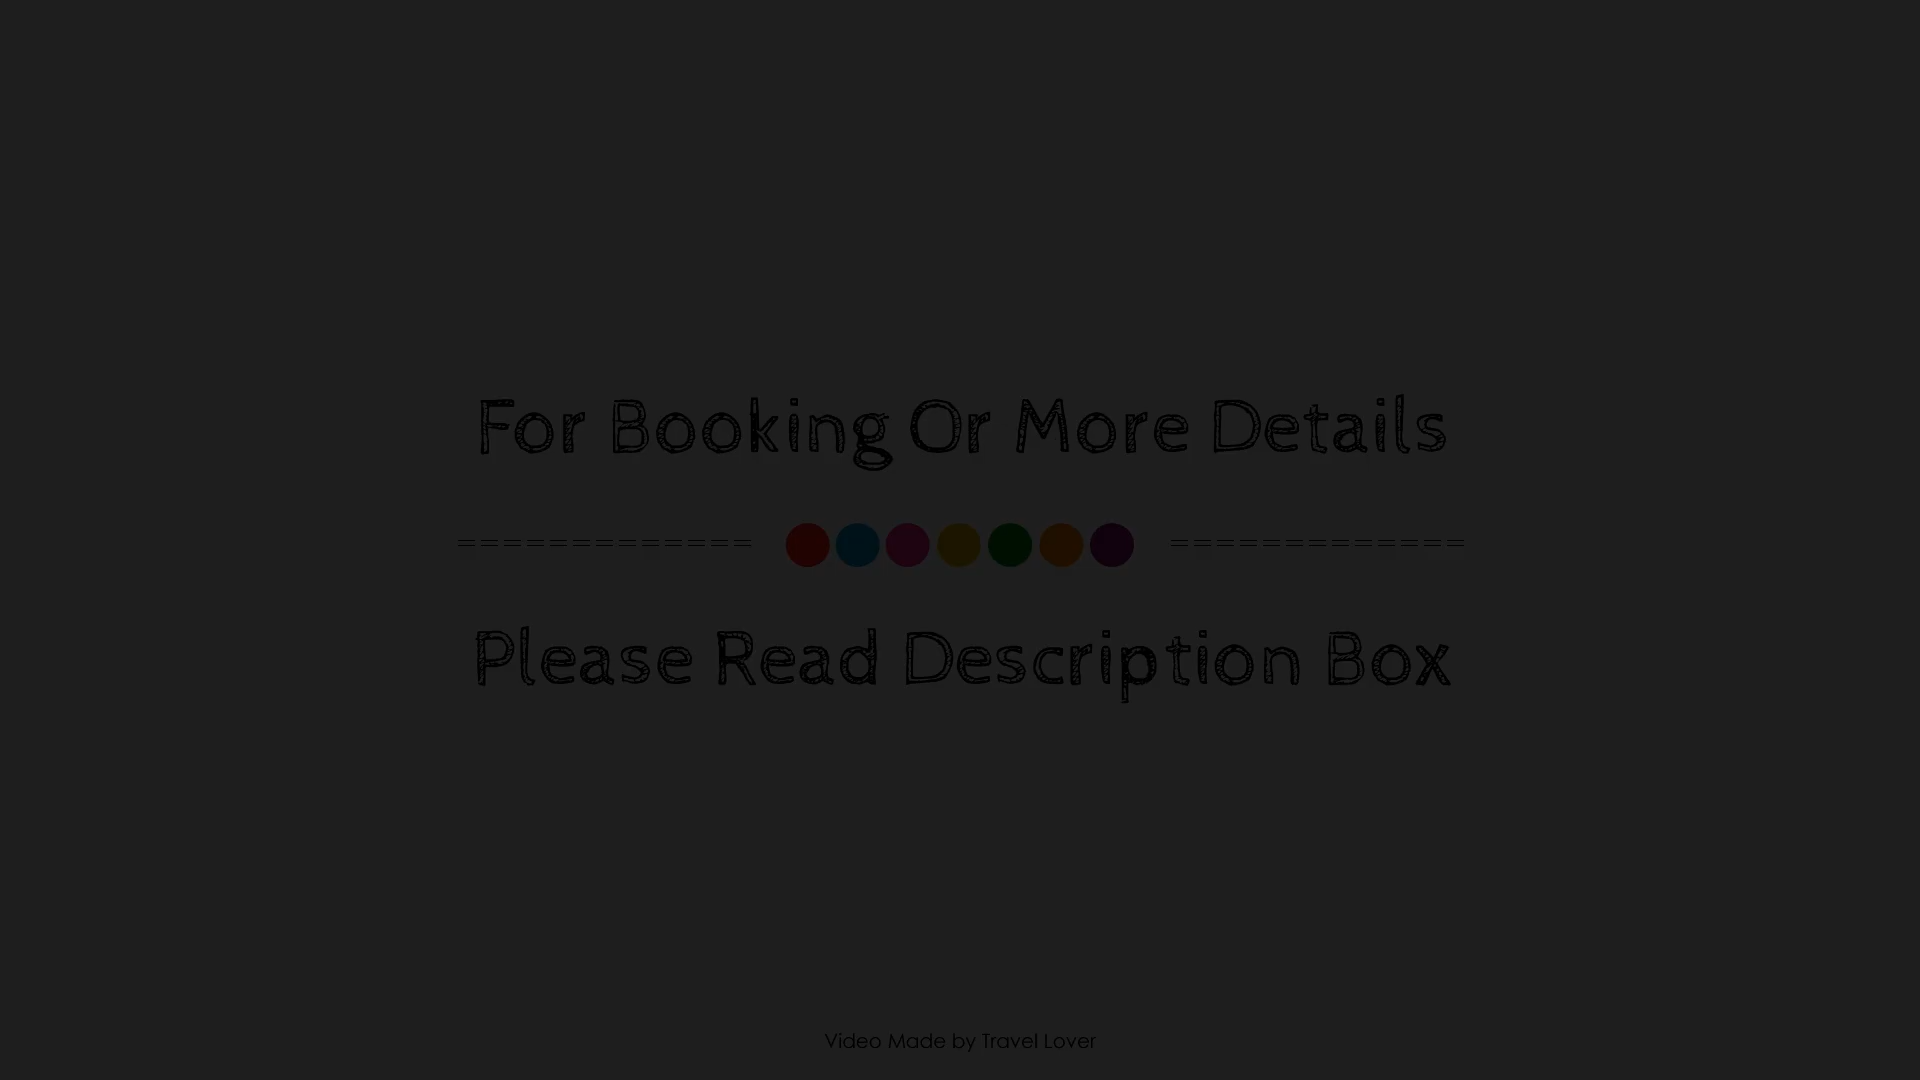 For Booking Or More Details
============= =============
Please Read Description Box
Video Made by Travel Lover